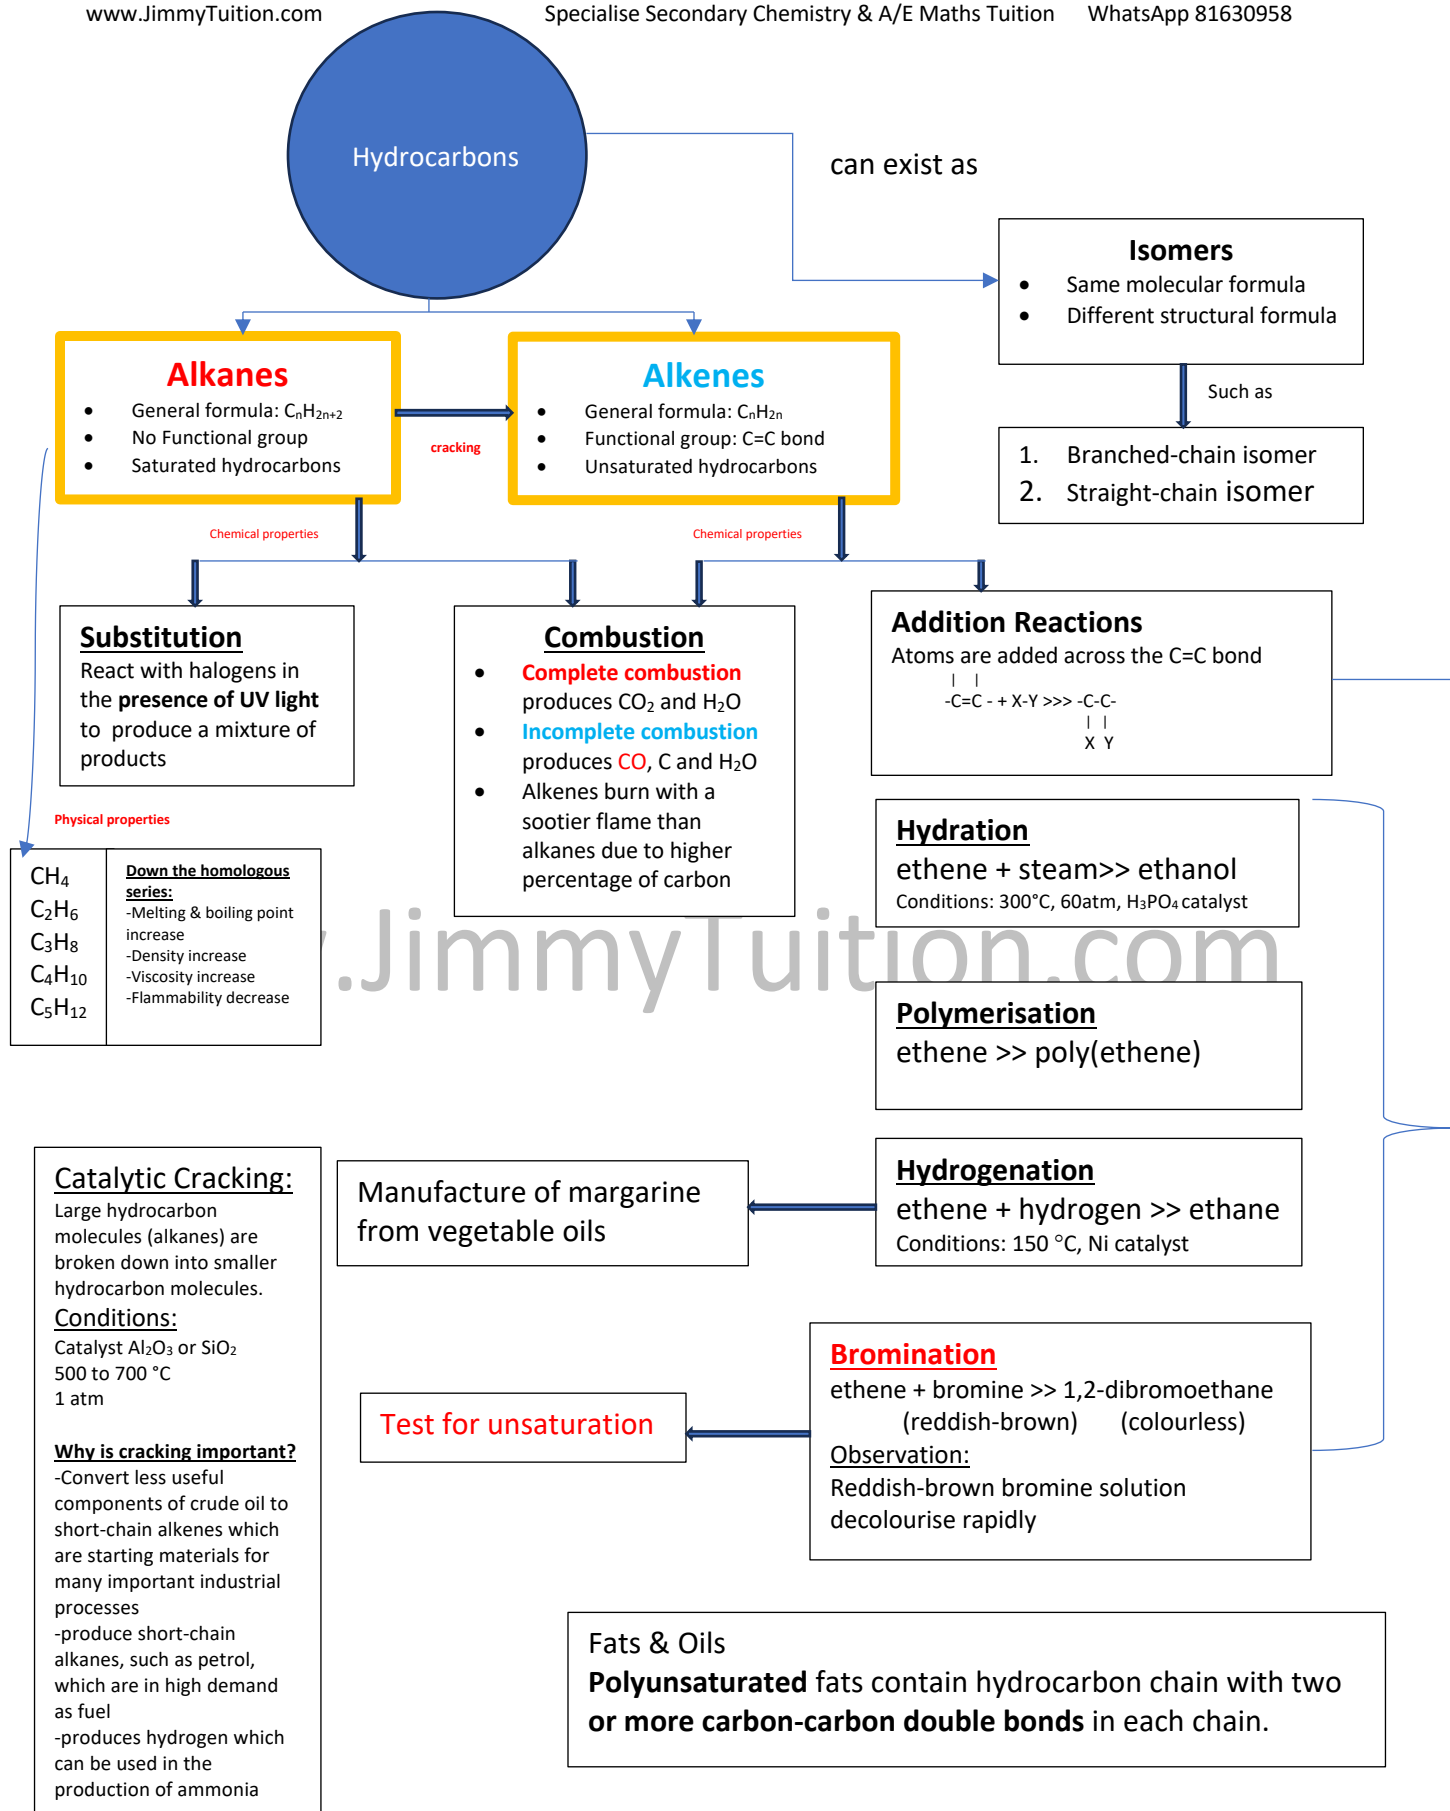 www.JimmyTuition.com Specialise Secondary Chemistry & A/E Maths Tuition WhatsApp 81630958
Hydrocarbons
can exist as
Isomers
• Same molecular formula
• Different structural formula
Such as
1. Branched-chain isomer
2. Straight-chain isomer
Alkanes
• General formula: CₙH₂ₙ₊₂
• No Functional group
• Saturated hydrocarbons
cracking
Alkenes
• General formula: CₙH₂ₙ
• Functional group: C=C bond
• Unsaturated hydrocarbons
Chemical properties
Chemical properties
Substitution
React with halogens in
the presence of UV light
to produce a mixture of
products
Combustion
• Complete combustion
produces CO₂ and H₂O
• Incomplete combustion
produces CO, C and H₂O
• Alkenes burn with a
sootier flame than
alkanes due to higher
percentage of carbon
Addition Reactions
Atoms are added across the C=C bond
| |
-C=C - + X-Y >>> -C-C-
| |
X Y
Physical properties
CH₄
C₂H₆
C₃H₈
C₄H₁₀
C₅H₁₂
Down the homologous
series:
-Melting & boiling point
increase
-Density increase
-Viscosity increase
-Flammability decrease
Hydration
ethene + steam>> ethanol
Conditions: 300°C, 60atm, H₃PO₄ catalyst
.JimmyTuition.com
Polymerisation
ethene >> poly(ethene)
Hydrogenation
ethene + hydrogen >> ethane
Conditions: 150 °C, Ni catalyst
Manufacture of margarine
from vegetable oils
Catalytic Cracking:
Large hydrocarbon
molecules (alkanes) are
broken down into smaller
hydrocarbon molecules.
Conditions:
Catalyst Al₂O₃ or SiO₂
500 to 700 °C
1 atm
Why is cracking important?
-Convert less useful
components of crude oil to
short-chain alkenes which
are starting materials for
many important industrial
processes
-produce short-chain
alkanes, such as petrol,
which are in high demand
as fuel
-produces hydrogen which
can be used in the
production of ammonia
Bromination
ethene + bromine >> 1,2-dibromoethane
(reddish-brown) (colourless)
Observation:
Reddish-brown bromine solution
decolourise rapidly
Test for unsaturation
Fats & Oils
Polyunsaturated fats contain hydrocarbon chain with two
or more carbon-carbon double bonds in each chain.